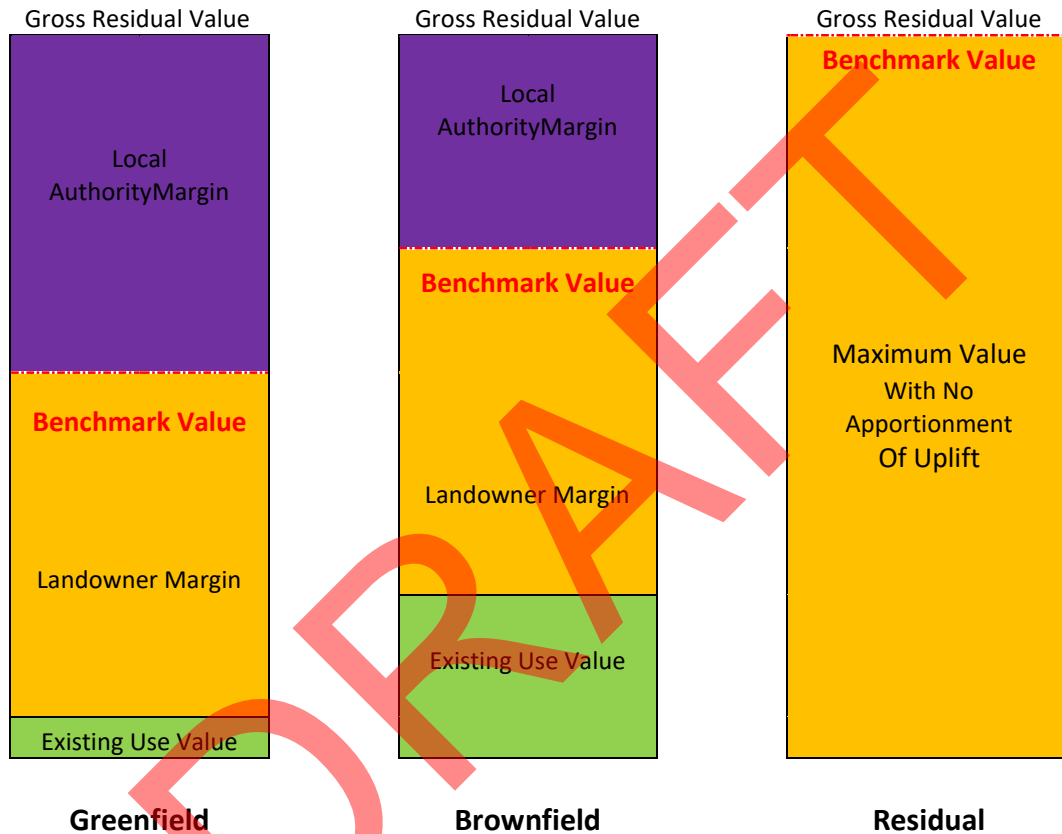 Gross Residual Value
Local
AuthorityMargin
Benchmark Value
Landowner Margin
Existing Use Value
Greenfield
Gross Residual Value
Local
AuthorityMargin
Benchmark Value
Landowner Margin
Existing Use Value
Brownfield
Gross Residual Value
Benchmark Value
Maximum Value
With No
Apportionment
Of Uplift
Residual
DRAFT